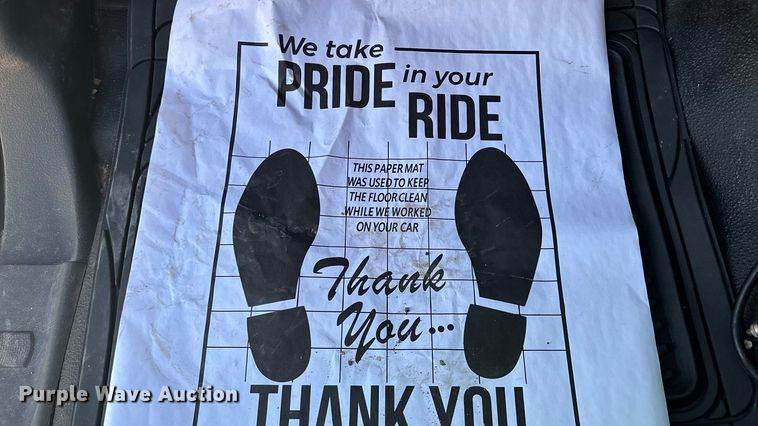 We take
PRIDE in your
RIDE
THIS PAPER MAT
WAS USED TO KEEP
THE FLOOR CLEAN
WHILE WE WORKED
ON YOUR CAR
Thank
You...
THANK YOU
Purple Wave Auction